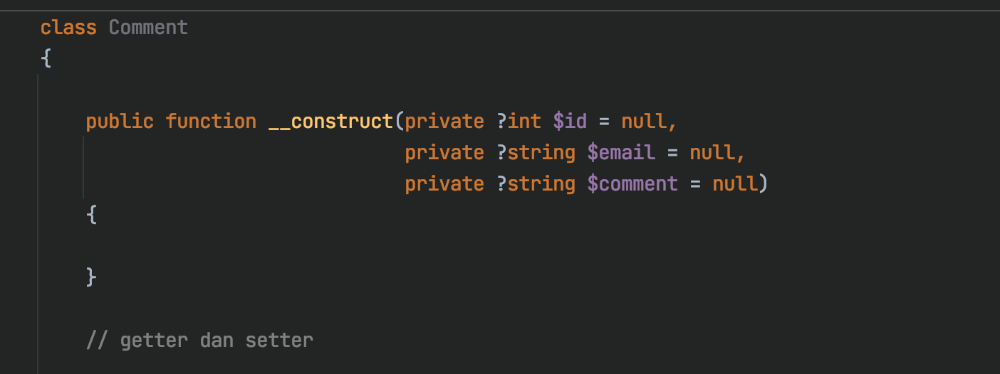 class Comment
{
public function __construct(private ?int $id = null,
private ?string $email = null,
private ?string $comment = null)
{
}
// getter dan setter